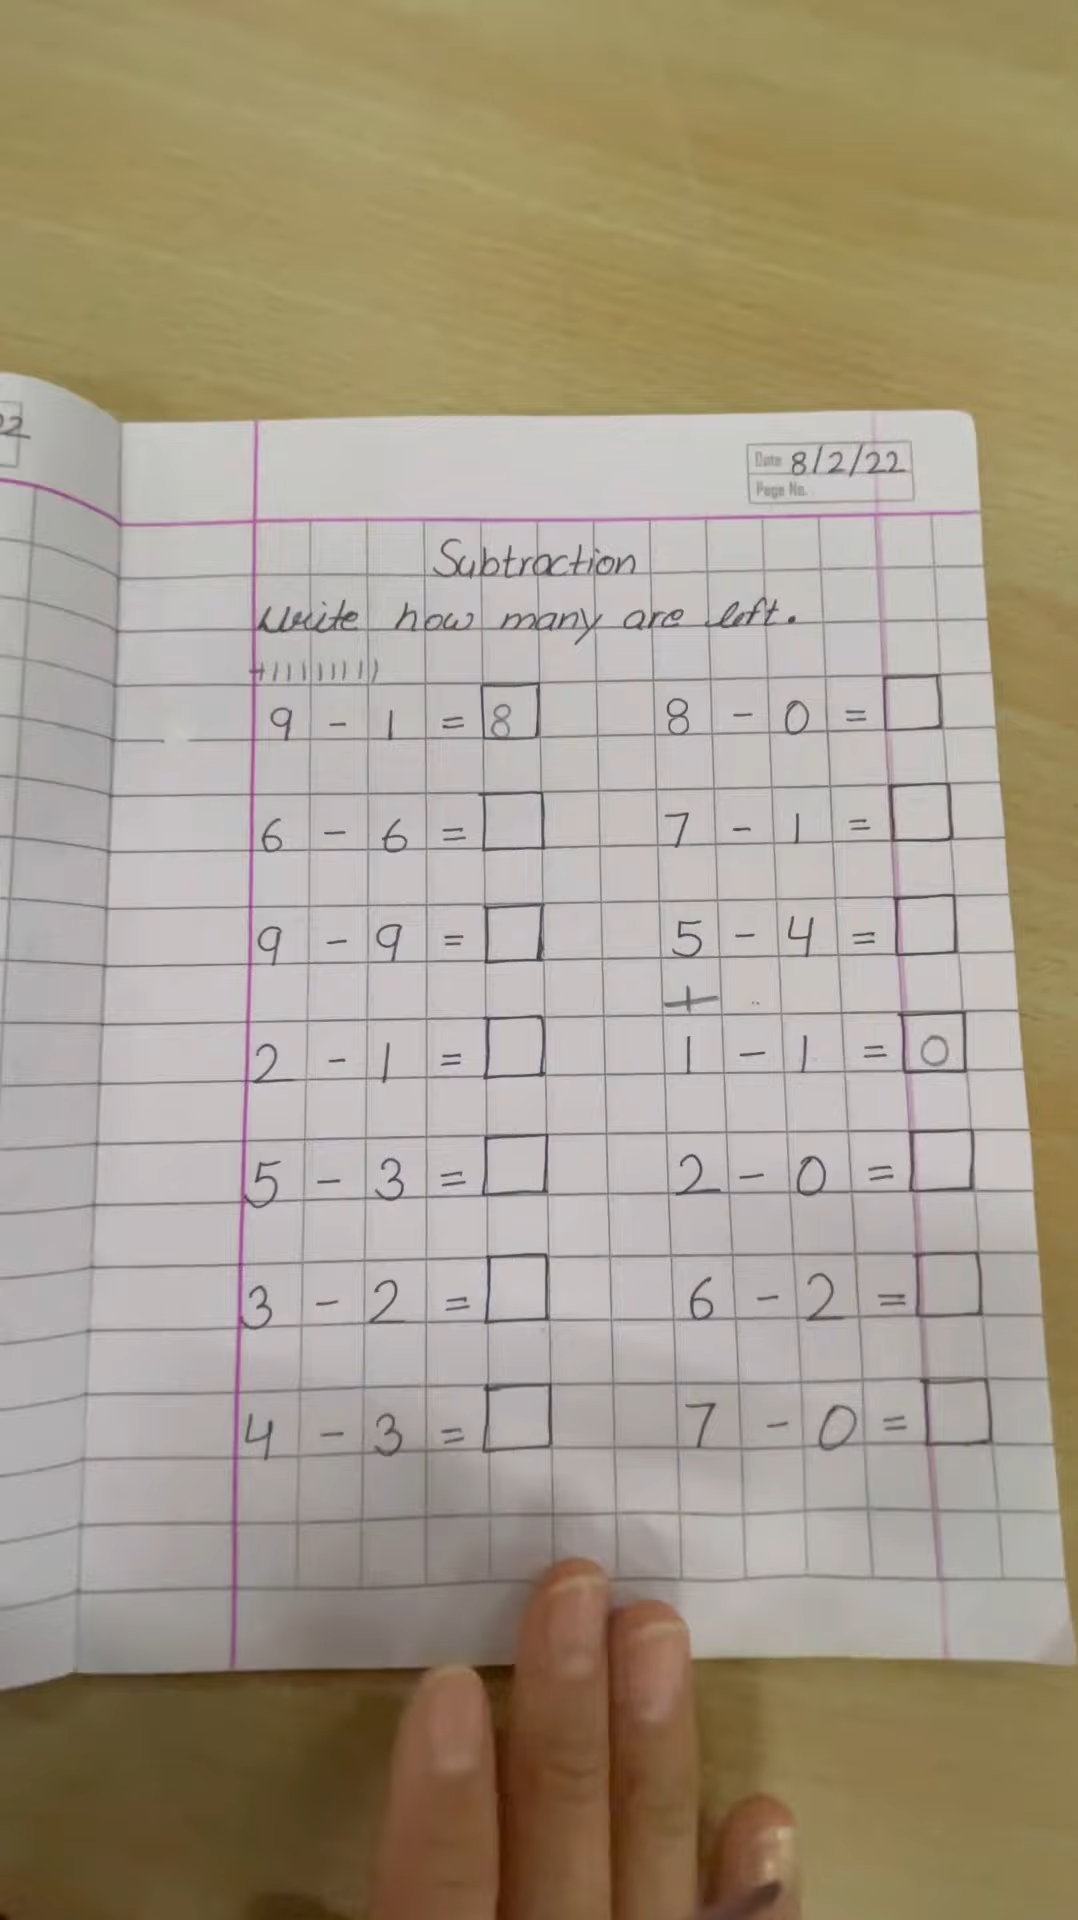 02
Date 8/2/22
Page No.
Subtraction
Write how many are left.
9 - 1 = 8 8 - 0 =
6 - 6 = 7 - 1 =
9 - 9 = 5 - 4 =
2 - 1 = 1 - 1 = 0
5 - 3 = 2 - 0 =
3 - 2 = 6 - 2 =
4 - 3 = 7 - 0 =